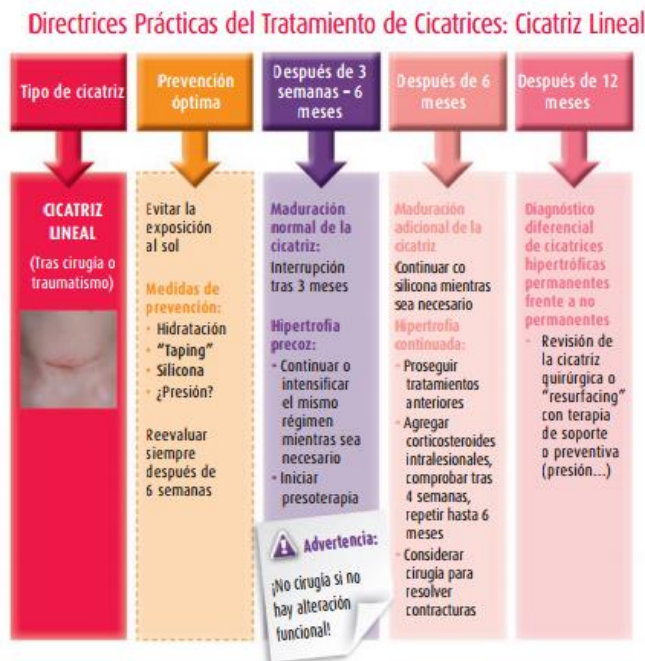 Directrices Prácticas del Tratamiento de Cicatrices: Cicatriz Lineal
Tipo de cicatriz
Prevención
óptima
Después de 3
semanas – 6
meses
Después de 6
meses
Después de 12
meses
CICATRIZ
LINEAL
(Tras cirugía o
traumatismo)
Evitar la
exposición
al sol
Medidas de
prevención:
• Hidratación
• “Taping”
• Silicona
• ¿Presión?
Reevaluar
siempre
después de
6 semanas
Maduración
normal de la
cicatriz:
Interrupción
tras 3 meses
Hipertrofia
precoz:
• Continuar o
intensificar
el mismo
régimen
mientras sea
necesario
• Iniciar
presoterapia
Advertencia:
¡No cirugía si no
hay alteración
funcional!
Maduración
adicional de la
cicatriz
Continuar co
silicona mientras
sea necesario
Hipertrofia
continuada:
• Proseguir
tratamientos
anteriores
• Agregar
corticosteroides
intralesionales,
comprobar tras
4 semanas,
repetir hasta 6
meses
• Considerar
cirugía para
resolver
contracturas
Diagnóstico
diferencial
de cicatrices
hipertróficas
permanentes
frente a no
permanentes
• Revisión de
la cicatriz
quirúrgica o
“resurfacing”
con terapia
de soporte
o preventiva
(presión...)